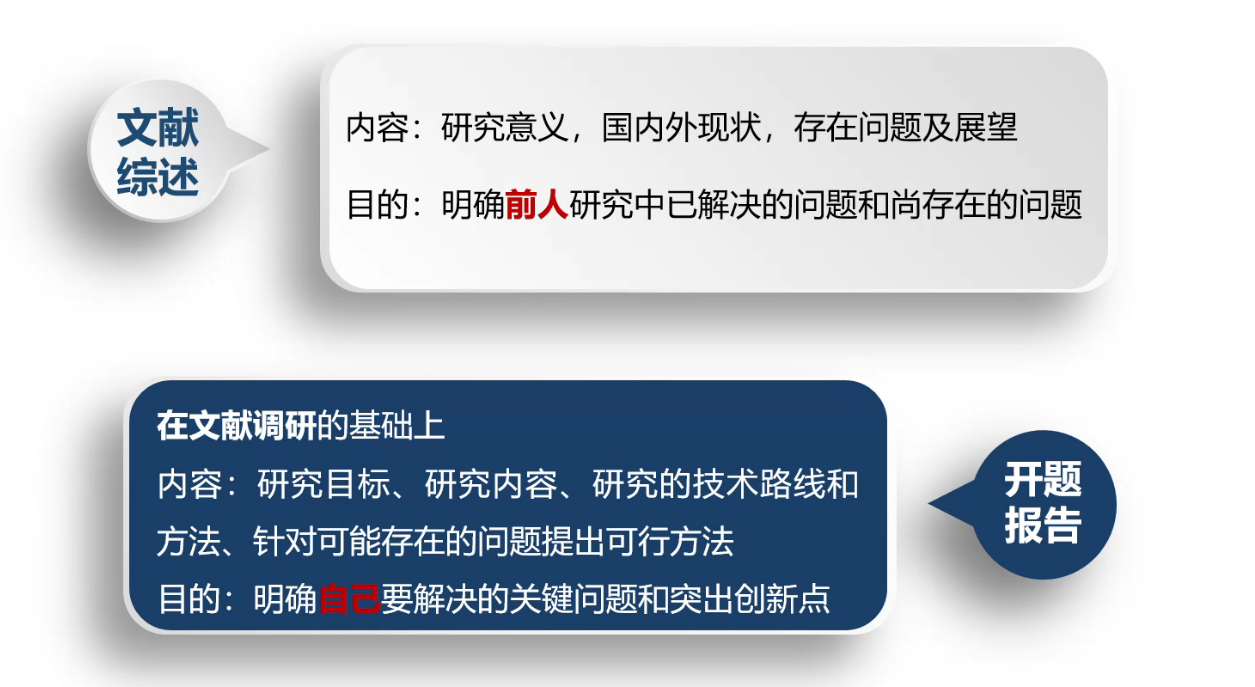 文献
综述
内容：研究意义，国内外现状，存在问题及展望
目的：明确前人研究中已解决的问题和尚存在的问题
在文献调研的基础上
内容：研究目标、研究内容、研究的技术路线和
方法、针对可能存在的问题提出可行方法
目的：明确自己要解决的关键问题和突出创新点
开题
报告